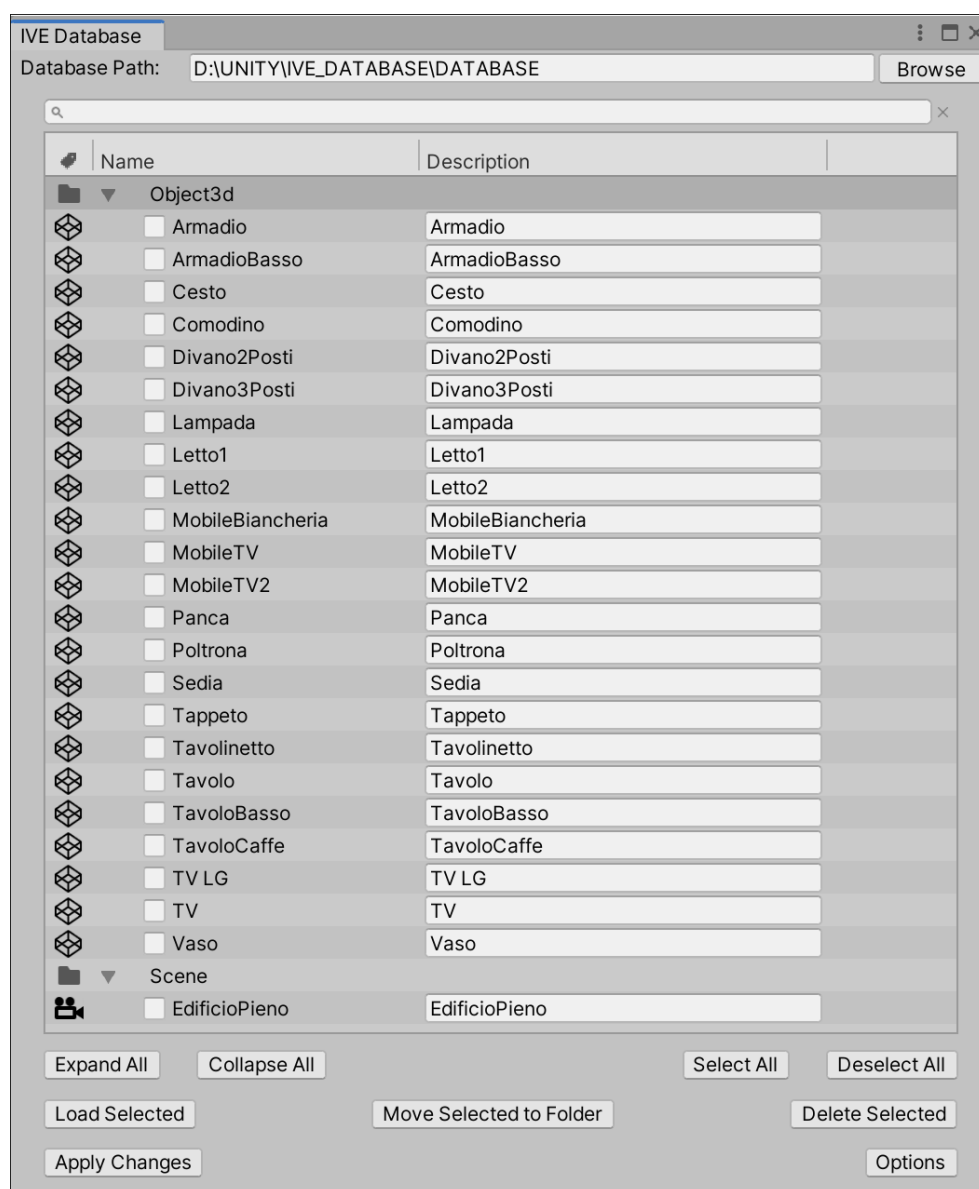 IVE Database
Database Path: D:\UNITY\IVE_DATABASE\DATABASE Browse
Name Description
Object3d
Armadio Armadio
ArmadioBasso ArmadioBasso
Cesto Cesto
Comodino Comodino
Divano2Posti Divano2Posti
Divano3Posti Divano3Posti
Lampada Lampada
Letto1 Letto1
Letto2 Letto2
MobileBiancheria MobileBiancheria
MobileTV MobileTV
MobileTV2 MobileTV2
Panca Panca
Poltrona Poltrona
Sedia Sedia
Tappeto Tappeto
Tavolinetto Tavolinetto
Tavolo Tavolo
TavoloBasso TavoloBasso
TavoloCaffe TavoloCaffe
TV LG TV LG
TV TV
Vaso Vaso
Scene
EdificioPieno EdificioPieno
Expand All Collapse All Select All Deselect All
Load Selected Move Selected to Folder Delete Selected
Apply Changes Options